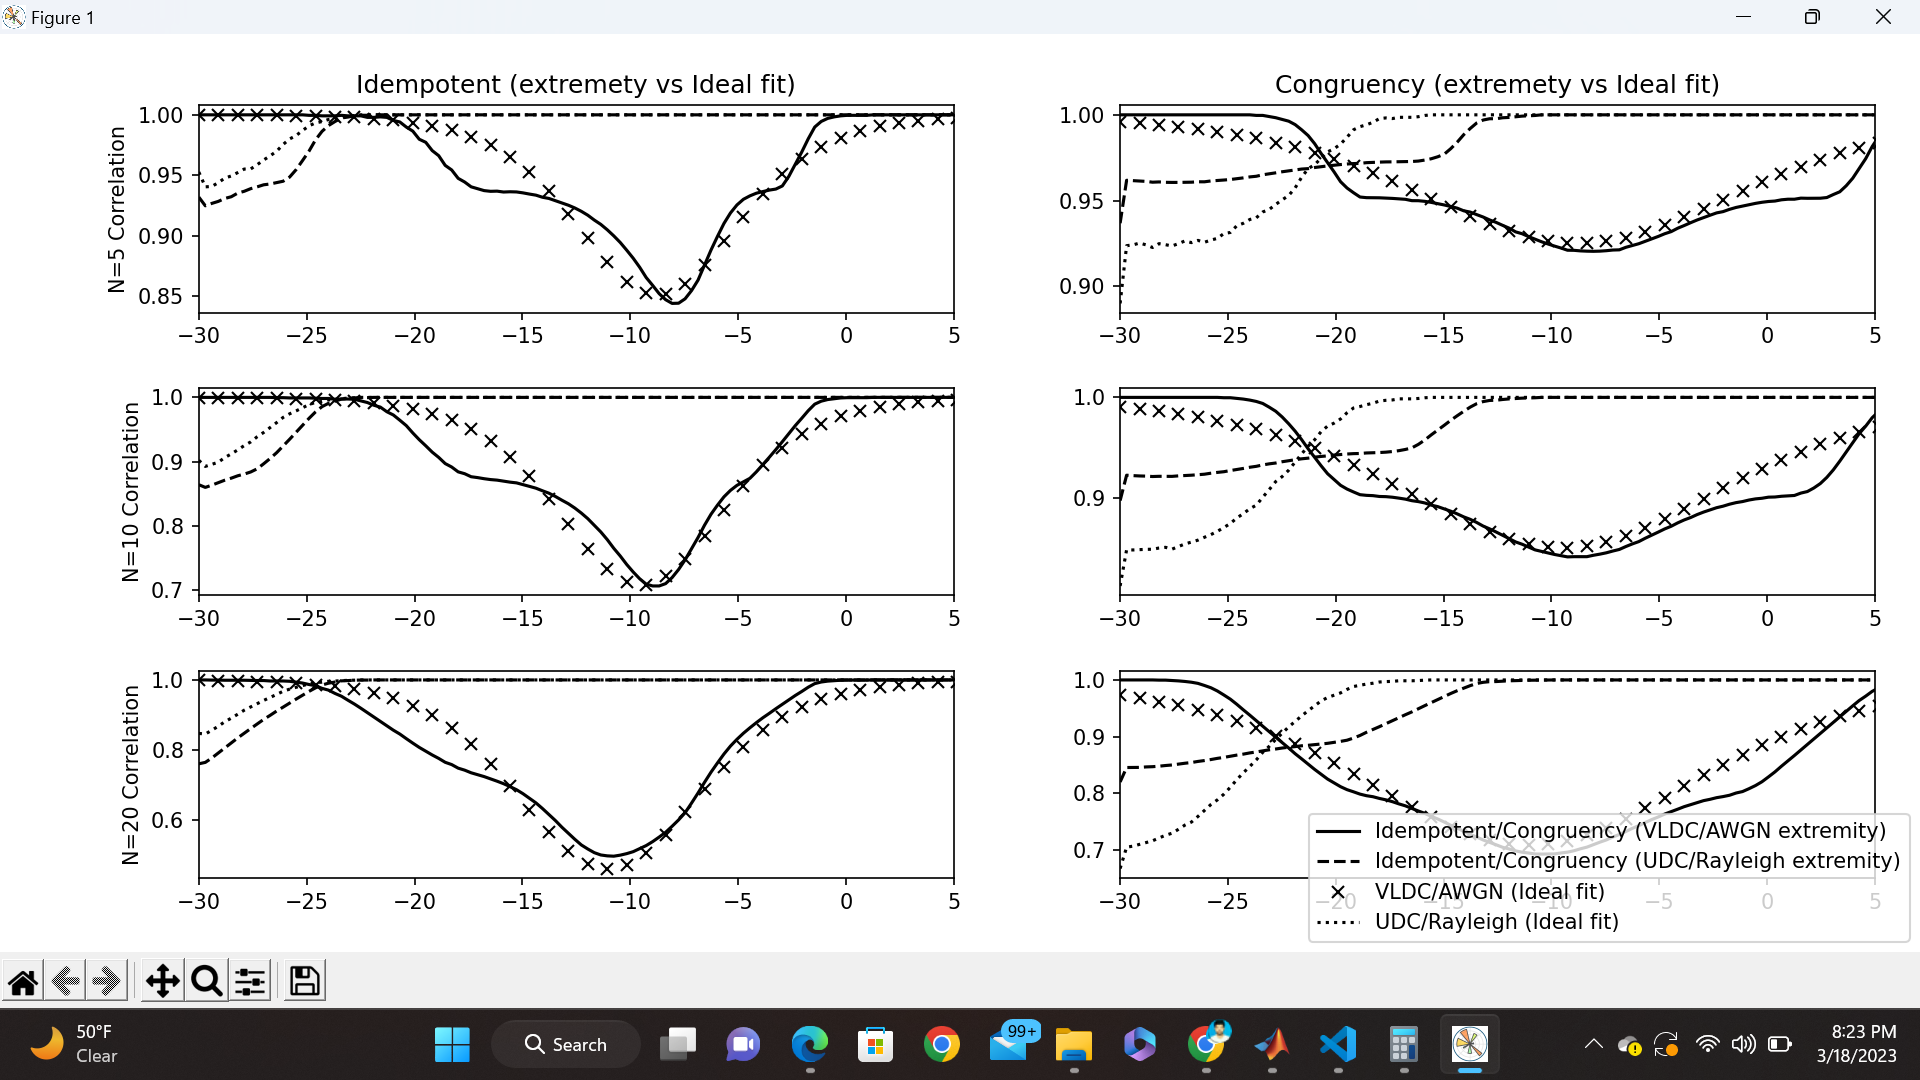 Figure 1
Idempotent (extremety vs Ideal fit)
N=5 Correlation
1.00
0.95
0.90
0.85
−30 −25 −20 −15 −10 −5 0 5
Congruency (extremety vs Ideal fit)
1.00
0.95
0.90
−30 −25 −20 −15 −10 −5 0 5
N=10 Correlation
1.0
0.9
0.8
0.7
−30 −25 −20 −15 −10 −5 0 5
1.0
0.9
−30 −25 −20 −15 −10 −5 0 5
N=20 Correlation
1.0
0.8
0.6
−30 −25 −20 −15 −10 −5 0 5
1.0
0.9
0.8
0.7
−30 −25 −20 −15 −10 −5 0 5
Idempotent/Congruency (VLDC/AWGN extremity)
Idempotent/Congruency (UDC/Rayleigh extremity)
VLDC/AWGN (Ideal fit)
UDC/Rayleigh (Ideal fit)
50°F
Clear
Search
99+
8:23 PM
3/18/2023